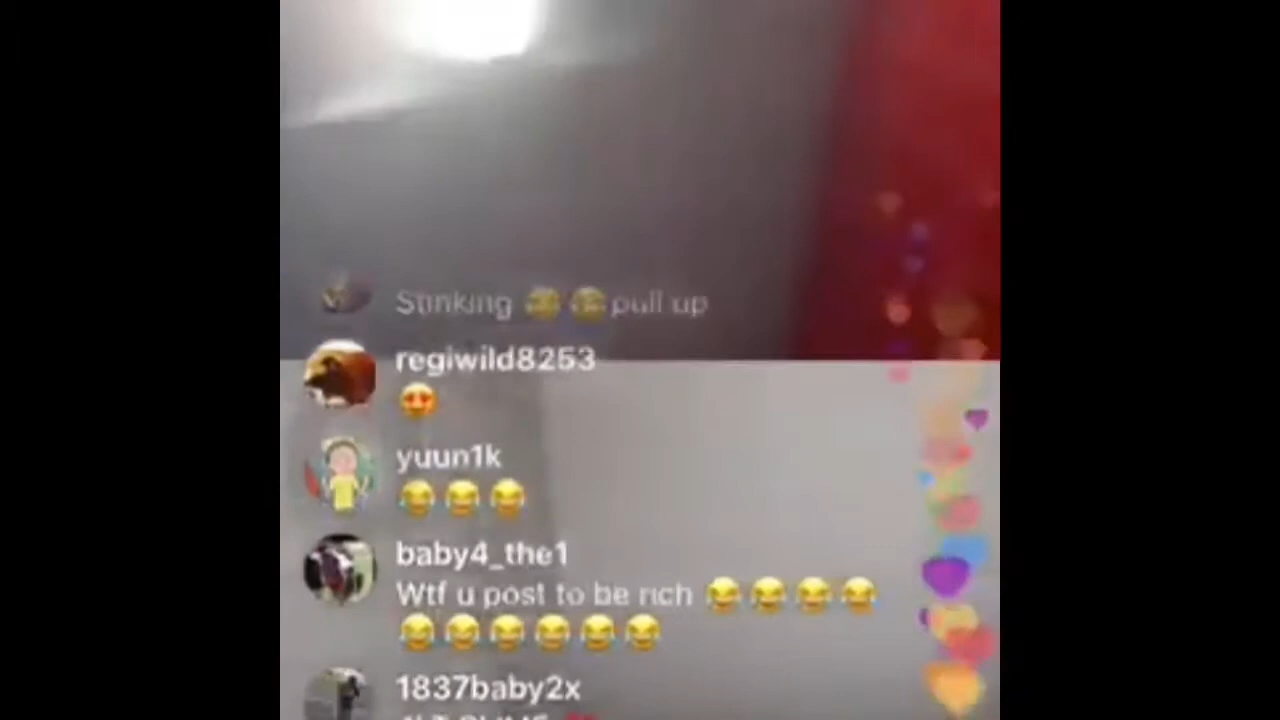 Stinking 😂 😂 pull up
regiwild8253
😍
yuun1k
😂 😂 😂
baby4_the1
Wtf u post to be rich 😂 😂 😂 😂
😂 😂 😂 😂 😂 😂
1837baby2x